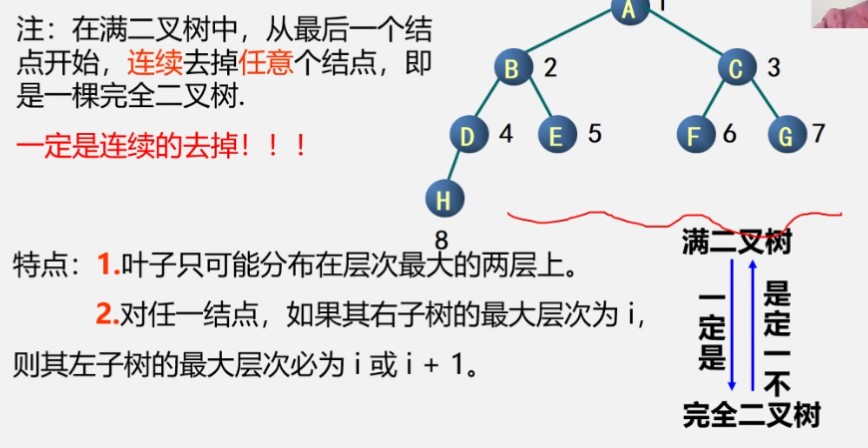 注：在满二叉树中，从最后一个结
点开始，连续去掉任意个结点，即
是一棵完全二叉树.
一定是连续的去掉！！！
A 1
B 2
C 3
D 4
E 5
F 6
G 7
H
8
特点：1.叶子只可能分布在层次最大的两层上。
2.对任一结点，如果其右子树的最大层次为 i，
则其左子树的最大层次必为 i 或 i + 1。
满二叉树
一定是
是定一不
完全二叉树